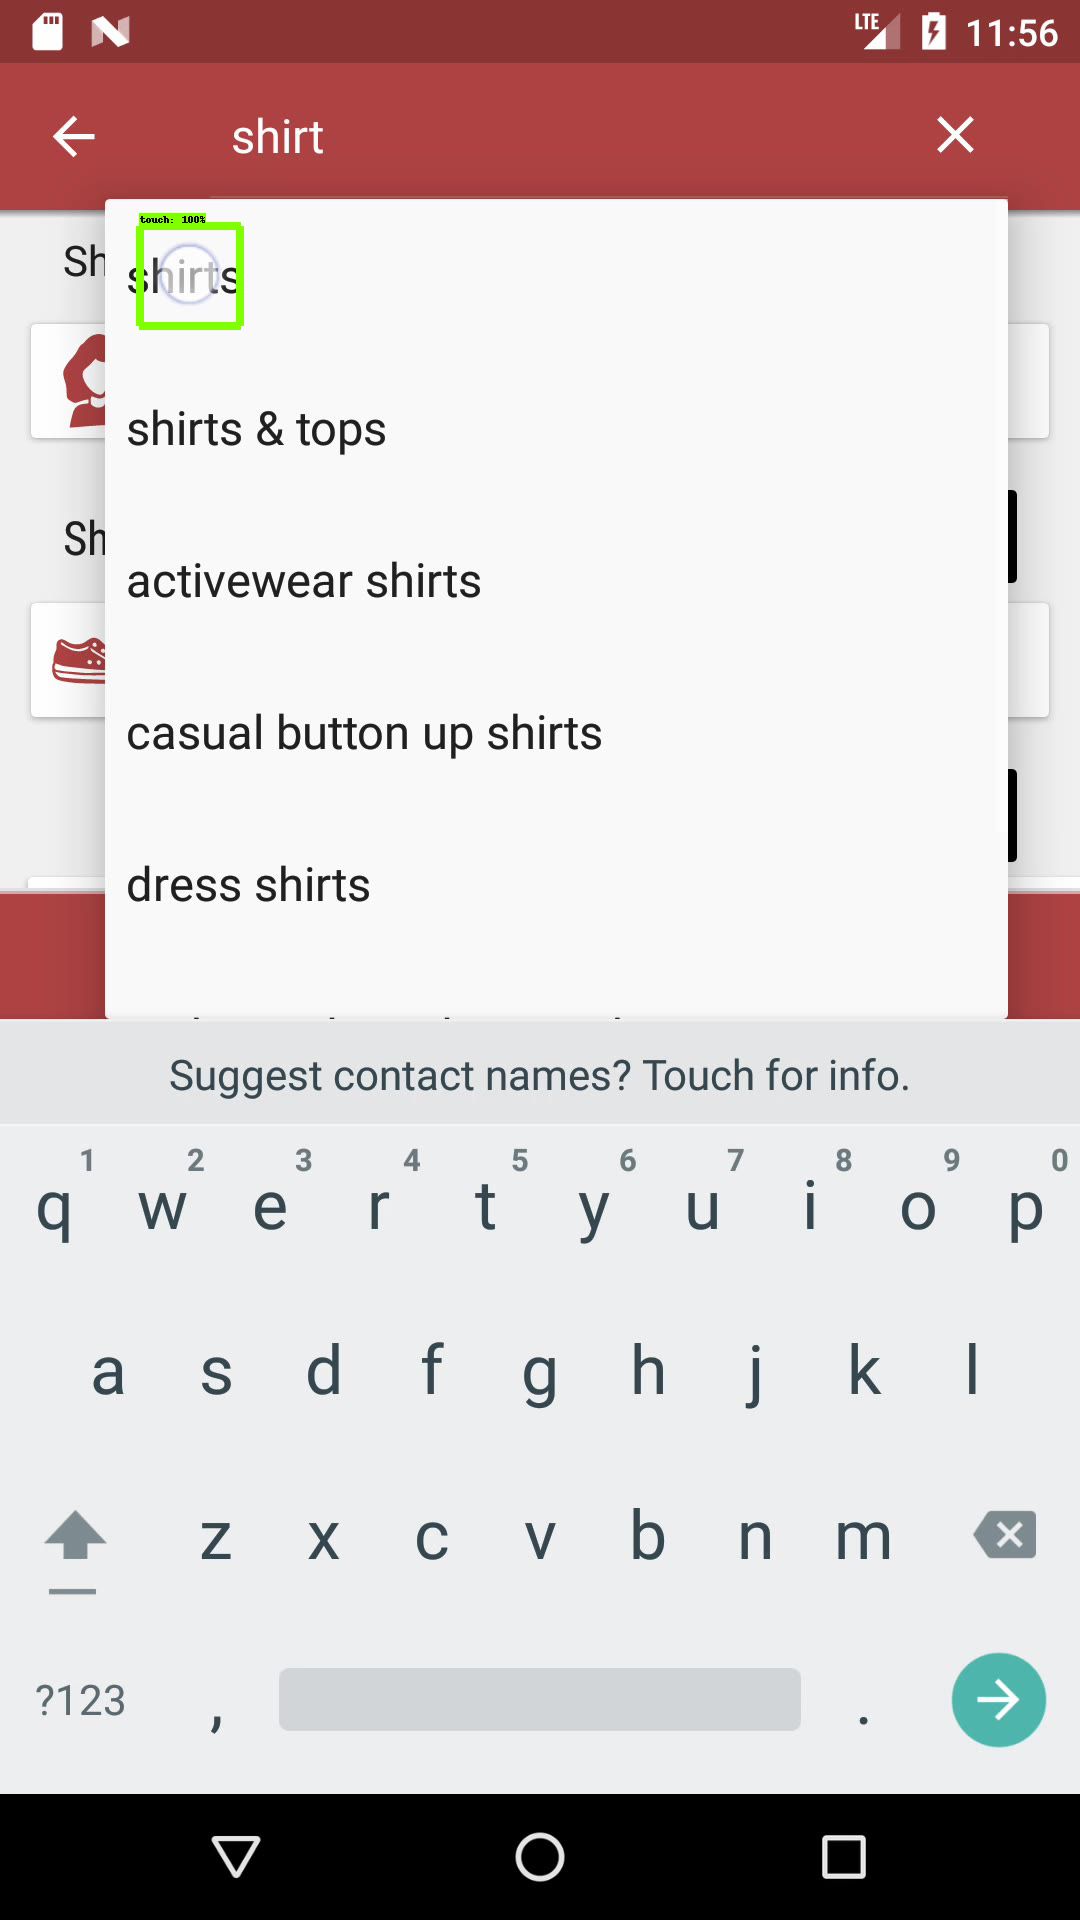 LTE 11:56
shirt
touch: 100%
Sh
shirts
shirts & tops
Sh
activewear shirts
casual button up shirts
dress shirts
Suggest contact names? Touch for info.
1 2 3 4 5 6 7 8 9 0
q w e r t y u i o p
a s d f g h j k l
z x c v b n m
?123 , .